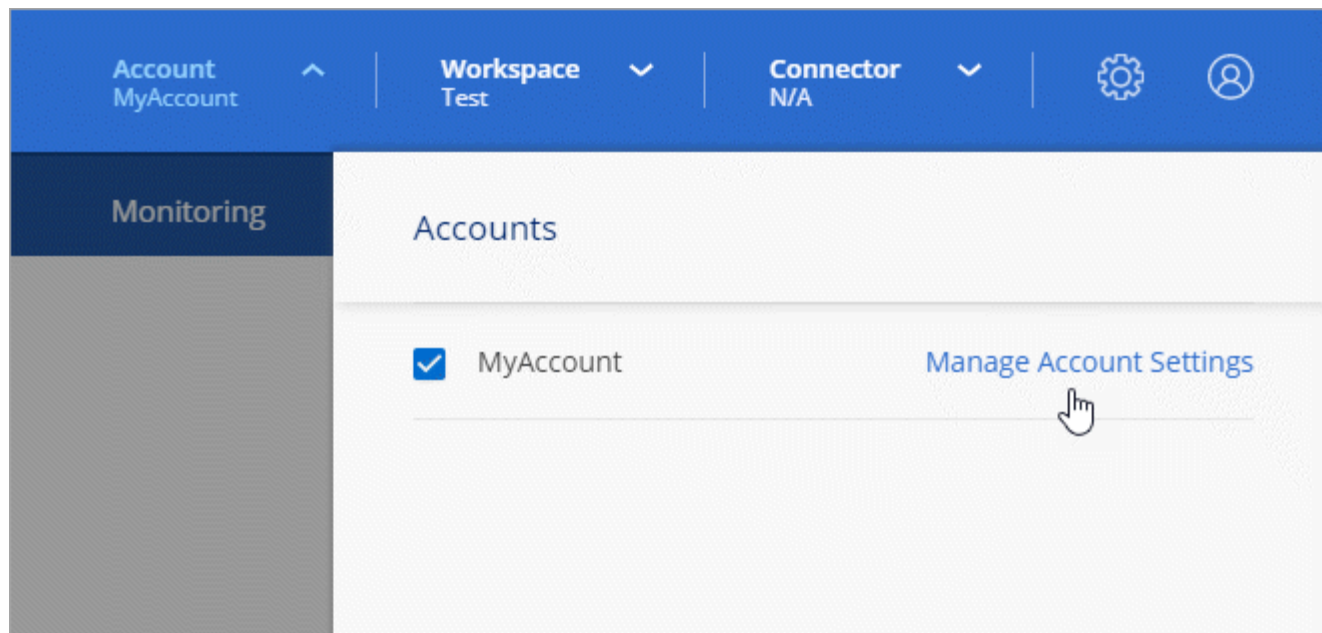 Account
MyAccount
Workspace
Test
Connector
N/A
Monitoring
Accounts
MyAccount
Manage Account Settings